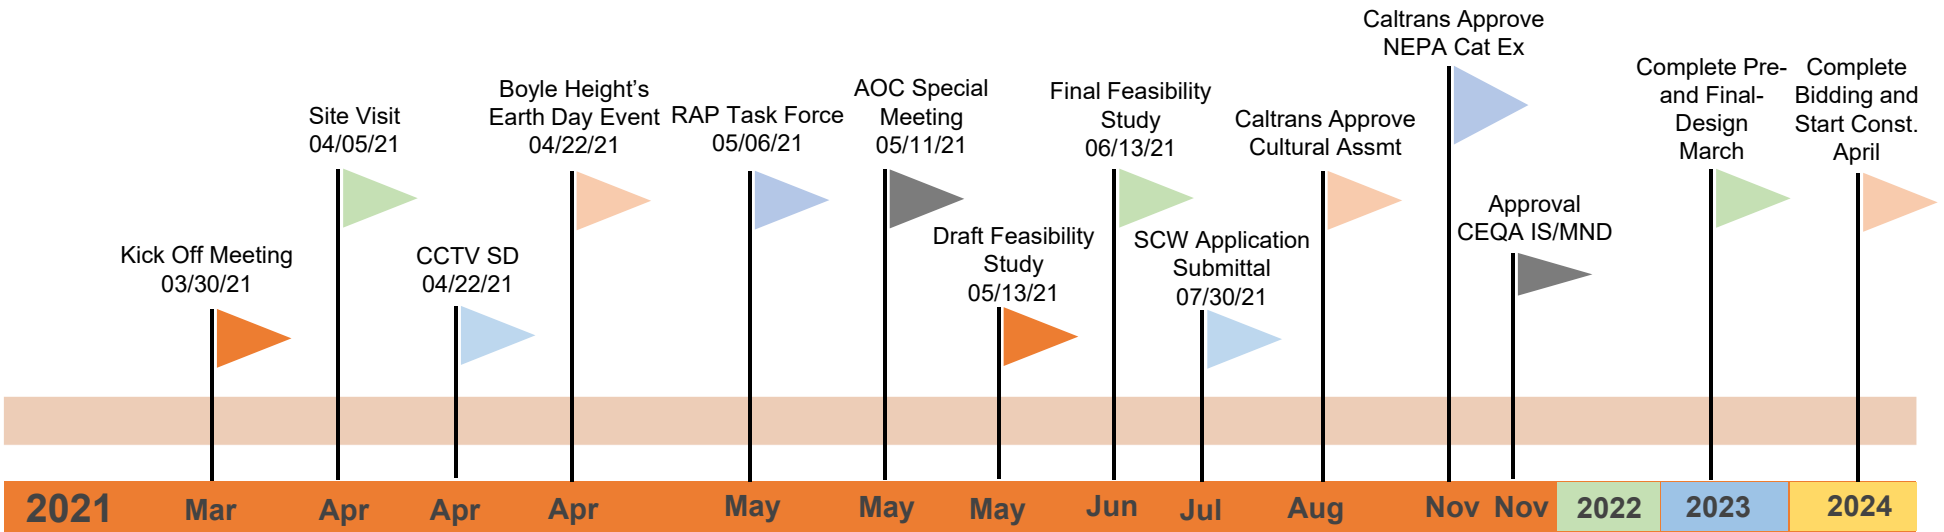 Kick Off Meeting
03/30/21
Site Visit
04/05/21
CCTV SD
04/22/21
Boyle Height’s
Earth Day Event
04/22/21
RAP Task Force
05/06/21
AOC Special
Meeting
05/11/21
Draft Feasibility
Study
05/13/21
Final Feasibility
Study
06/13/21
SCW Application
Submittal
07/30/21
Caltrans Approve
Cultural Assmt
Caltrans Approve
NEPA Cat Ex
Approval
CEQA IS/MND
Complete Pre-
and Final-
Design
March
Complete
Bidding and
Start Const.
April
2021
Mar
Apr
Apr
Apr
May
May
May
Jun
Jul
Aug
Nov
Nov
2022
2023
2024